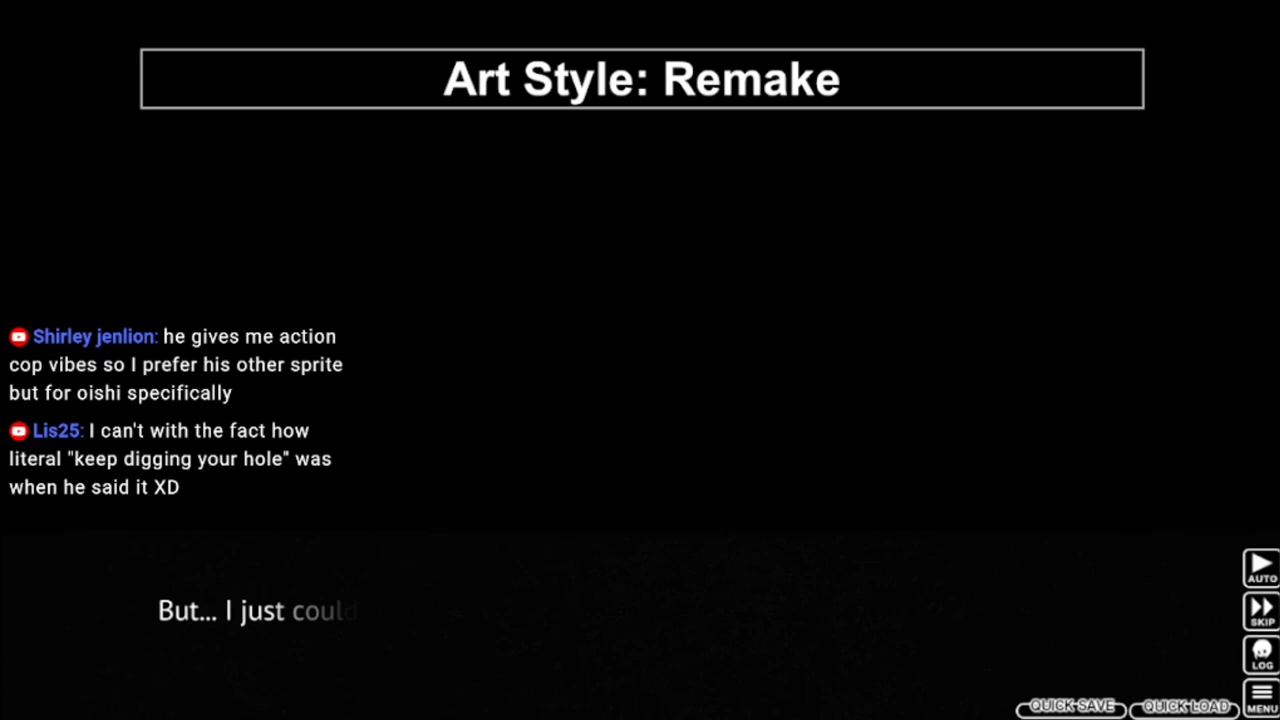 Art Style: Remake
Shirley jenlion: he gives me action
cop vibes so I prefer his other sprite
but for oishi specifically
Lis25: I can't with the fact how
literal "keep digging your hole" was
when he said it XD
But... I just could
AUTO
SKIP
LOG
MENU
QUICK SAVE
QUICK LOAD